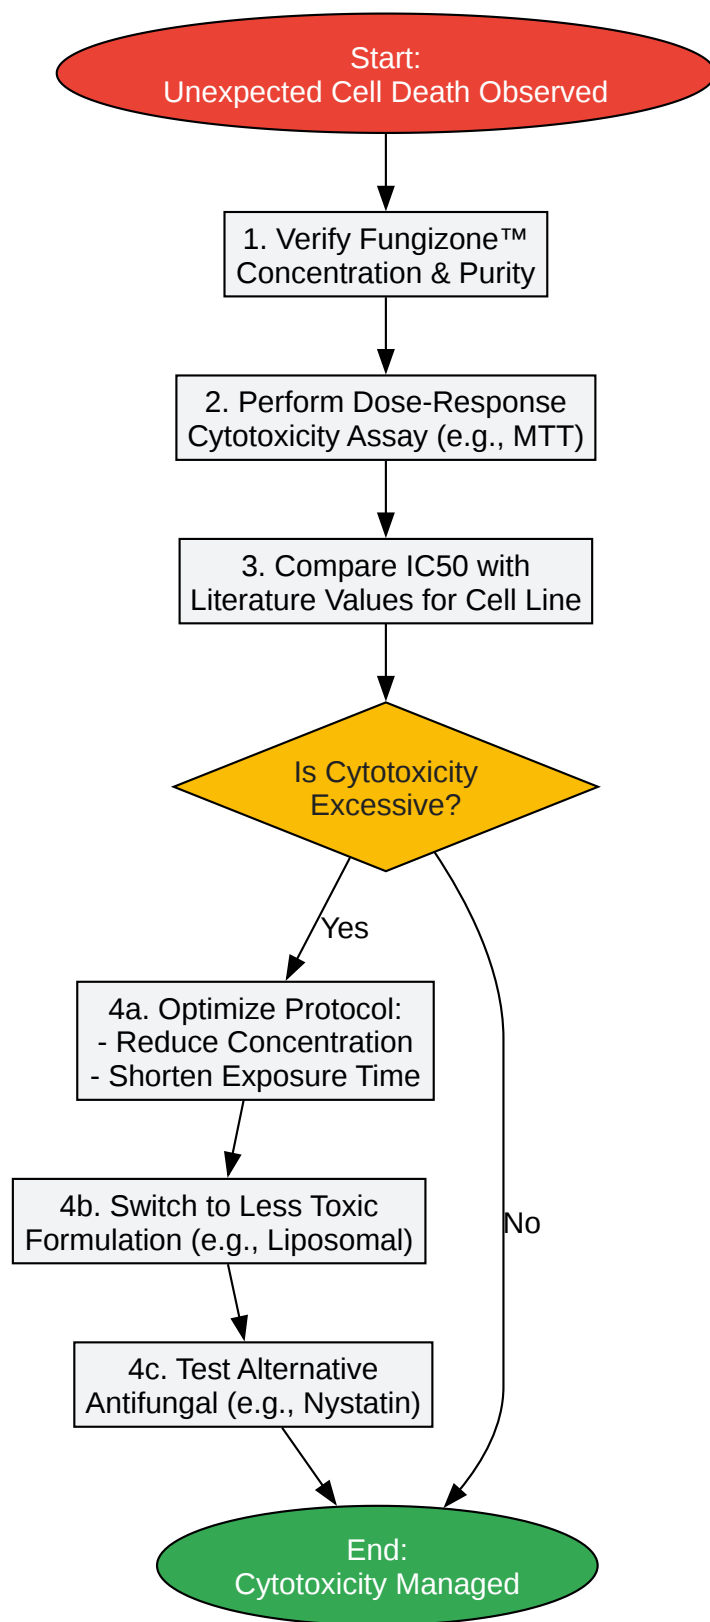 Start:
Unexpected Cell Death Observed
1. Verify Fungizone™
Concentration & Purity
2. Perform Dose-Response
Cytotoxicity Assay (e.g., MTT)
3. Compare IC50 with
Literature Values for Cell Line
Is Cytotoxicity
Excessive?
Yes
4a. Optimize Protocol:
- Reduce Concentration
- Shorten Exposure Time
4b. Switch to Less Toxic
Formulation (e.g., Liposomal)
No
4c. Test Alternative
Antifungal (e.g., Nystatin)
End:
Cytotoxicity Managed